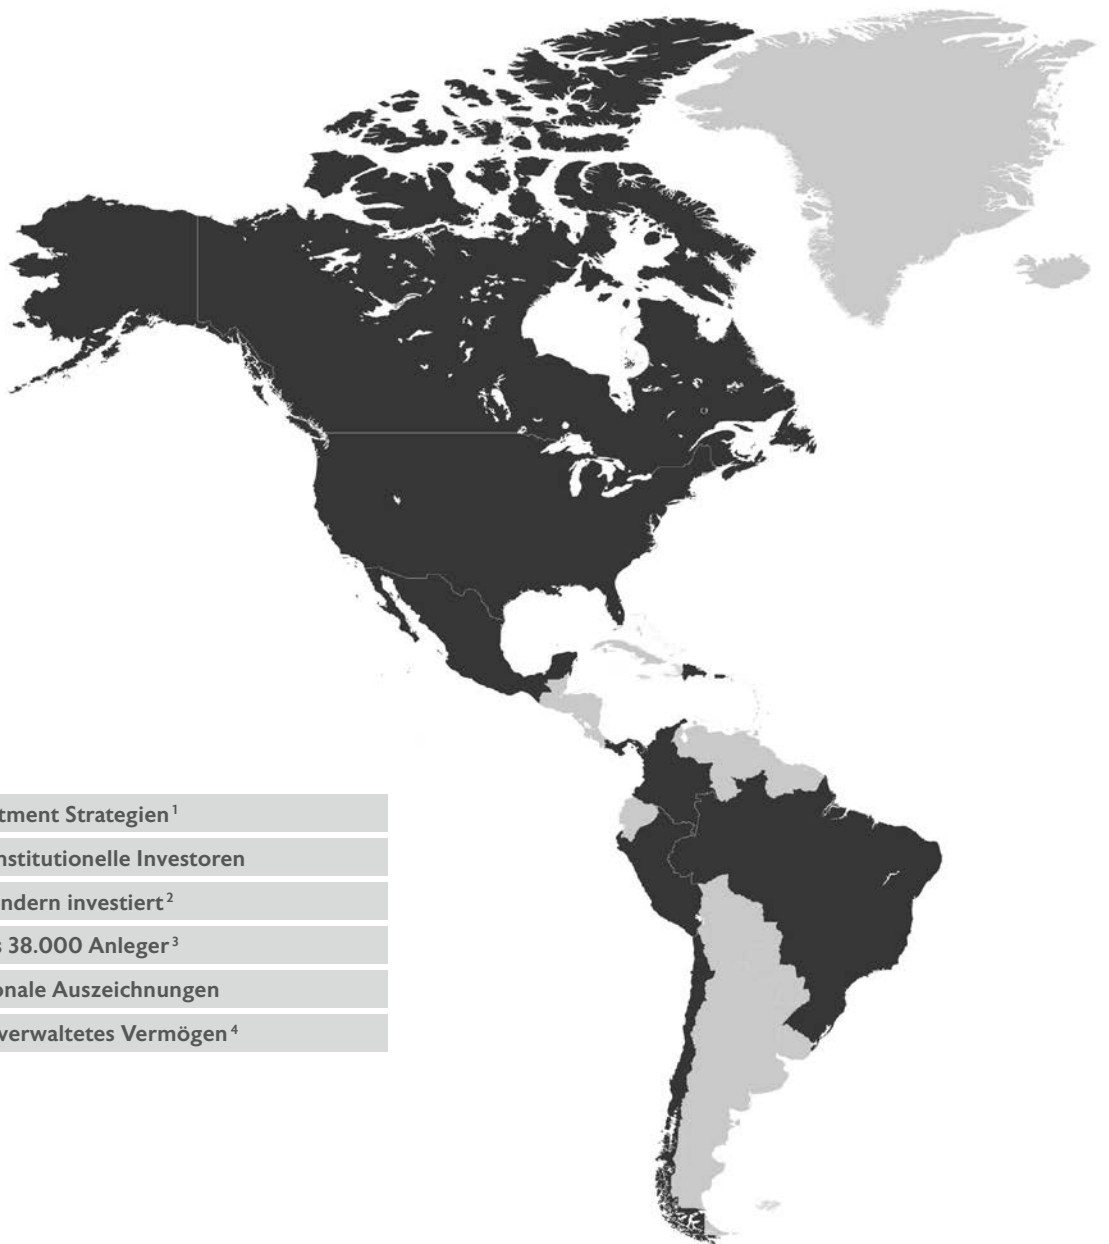 tment Strategien¹
nstitutionelle Investoren
ndern investiert²
s 38.000 Anleger³
onale Auszeichnungen
verwaltetes Vermögen⁴